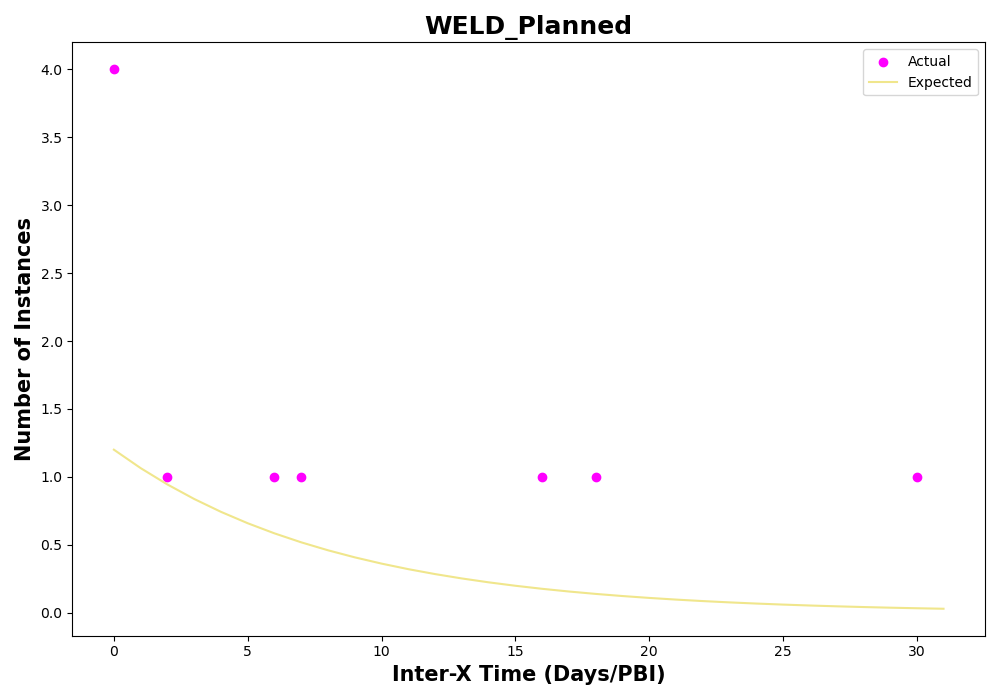 WELD_Planned
Actual
Expected
4.0
3.5
3.0
2.5
2.0
1.5
1.0
0.5
0.0
Number of Instances
0 5 10 15 20 25 30
Inter-X Time (Days/PBI)